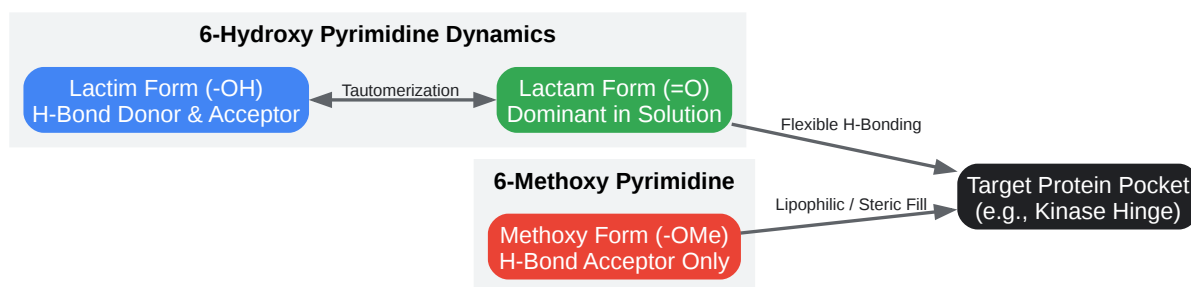 6-Hydroxy Pyrimidine Dynamics
Lactim Form (-OH)
H-Bond Donor & Acceptor
Tautomerization
Lactam Form (=O)
Dominant in Solution
Flexible H-Bonding
6-Methoxy Pyrimidine
Methoxy Form (-OMe)
H-Bond Acceptor Only
Lipophilic / Steric Fill
Target Protein Pocket
(e.g., Kinase Hinge)